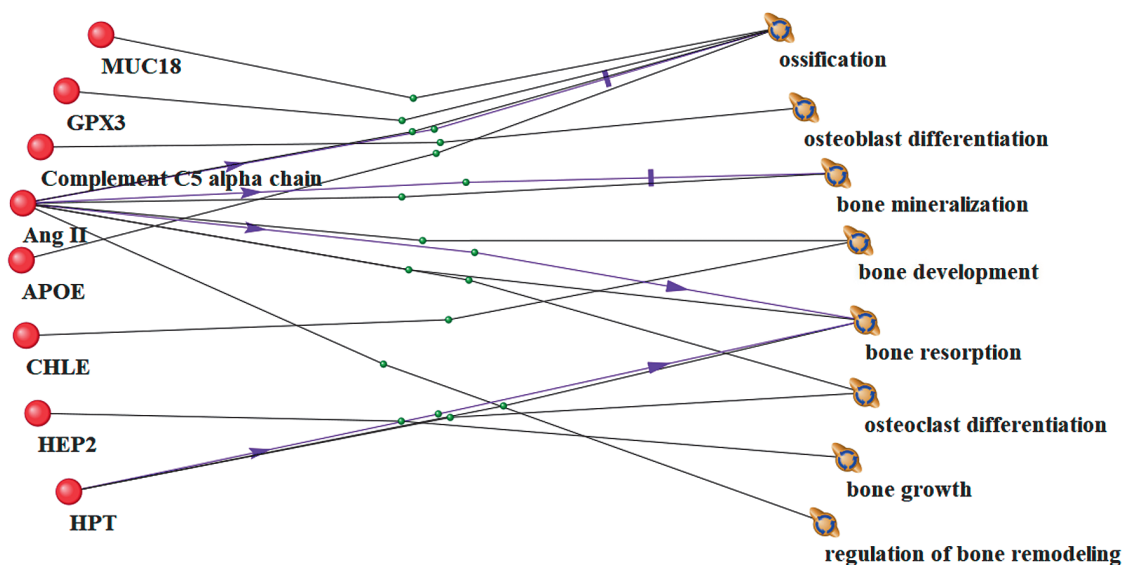 MUC18
GPX3
Complement C5 alpha chain
Ang II
APOE
CHLE
HEP2
HPT
ossification
osteoblast differentiation
bone mineralization
bone development
bone resorption
osteoclast differentiation
bone growth
regulation of bone remodeling